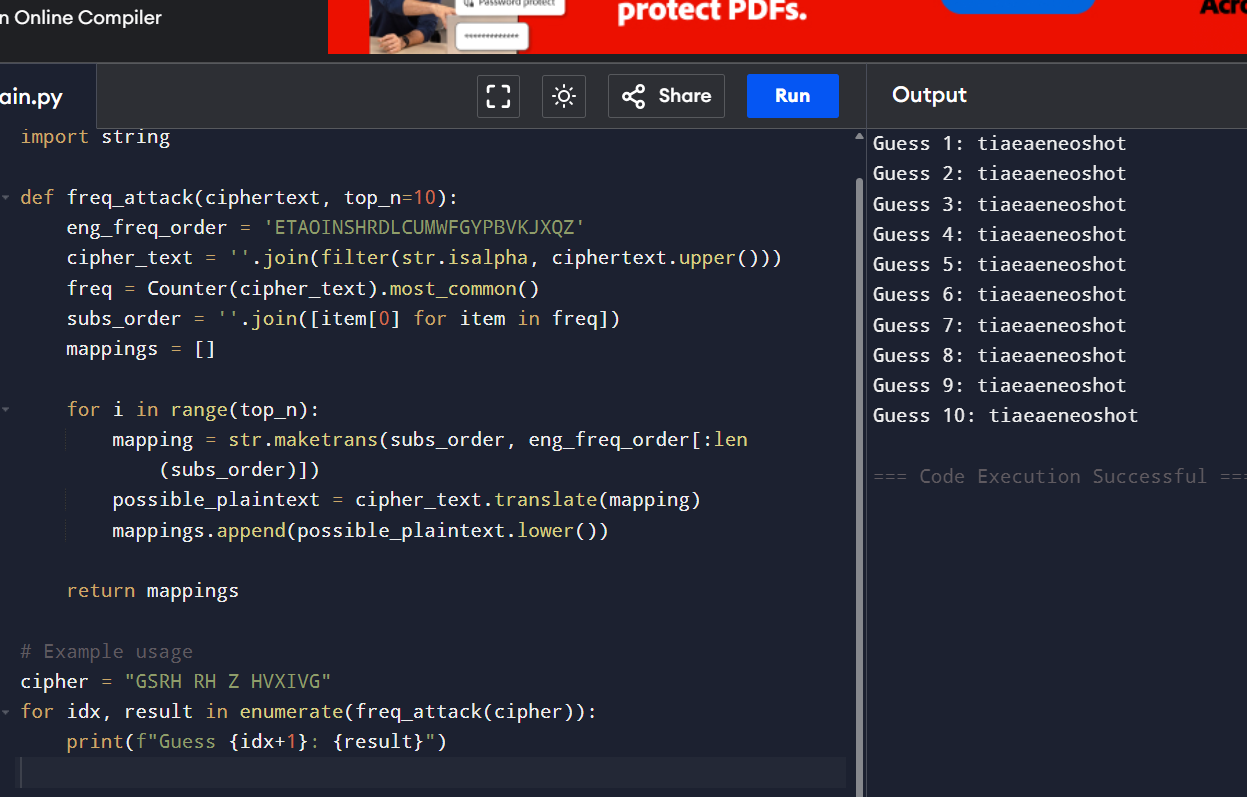 n Online Compiler
Password protect
protect PDFs.
Acro
ain.py
Share
Run
Output
import string
def freq_attack(ciphertext, top_n=10):
eng_freq_order = 'ETAOINSHRDLCUMWFGYPBVKJXQZ'
cipher_text = ''.join(filter(str.isalpha, ciphertext.upper()))
freq = Counter(cipher_text).most_common()
subs_order = ''.join([item[0] for item in freq])
mappings = []
for i in range(top_n):
mapping = str.maketrans(subs_order, eng_freq_order[:len
(subs_order)])
possible_plaintext = cipher_text.translate(mapping)
mappings.append(possible_plaintext.lower())
return mappings
# Example usage
cipher = "GSRH RH Z HVXIVG"
for idx, result in enumerate(freq_attack(cipher)):
print(f"Guess {idx+1}: {result}")
Guess 1: tiaeaeneoshot
Guess 2: tiaeaeneoshot
Guess 3: tiaeaeneoshot
Guess 4: tiaeaeneoshot
Guess 5: tiaeaeneoshot
Guess 6: tiaeaeneoshot
Guess 7: tiaeaeneoshot
Guess 8: tiaeaeneoshot
Guess 9: tiaeaeneoshot
Guess 10: tiaeaeneoshot
=== Code Execution Successful ===